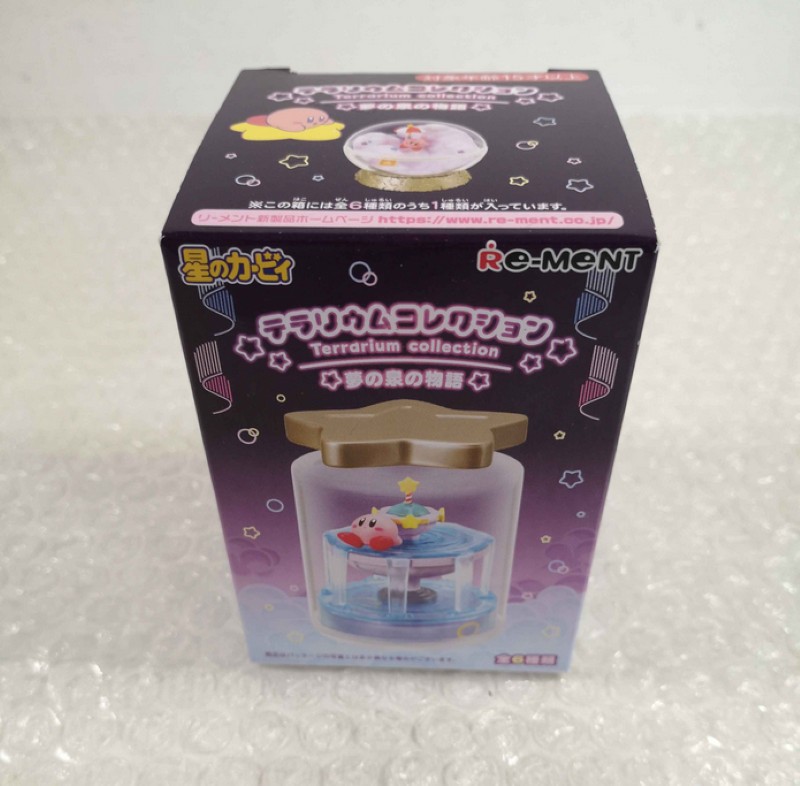 対象年齢15才以上
テラリウムコレクション
Terrarium collection
夢の泉の物語
※この箱には全6種類のうち1種類が入っています。
リーメント新製品ホームページ https://www.re-ment.co.jp/
星のカービィ
Re-MeNT
テラリウムコレクション
Terrarium collection
夢の泉の物語
全6種類